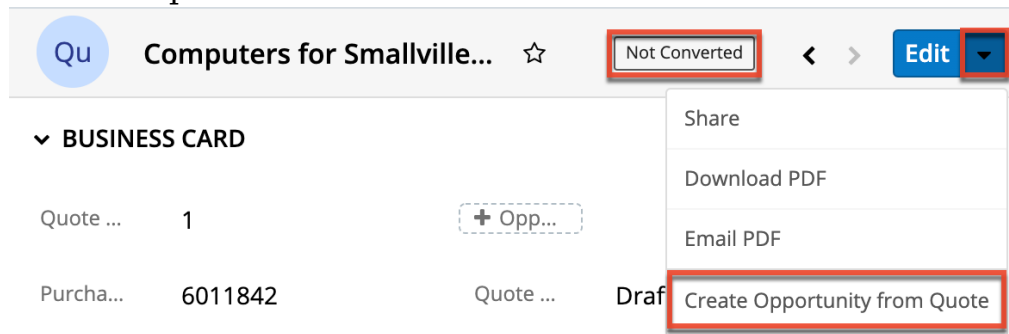 Qu Computers for Smallville... Not Converted Edit
Share
BUSINESS CARD
Download PDF
Quote ... 1 + Opp...
Email PDF
Purcha... 6011842 Quote ... Draf
Create Opportunity from Quote